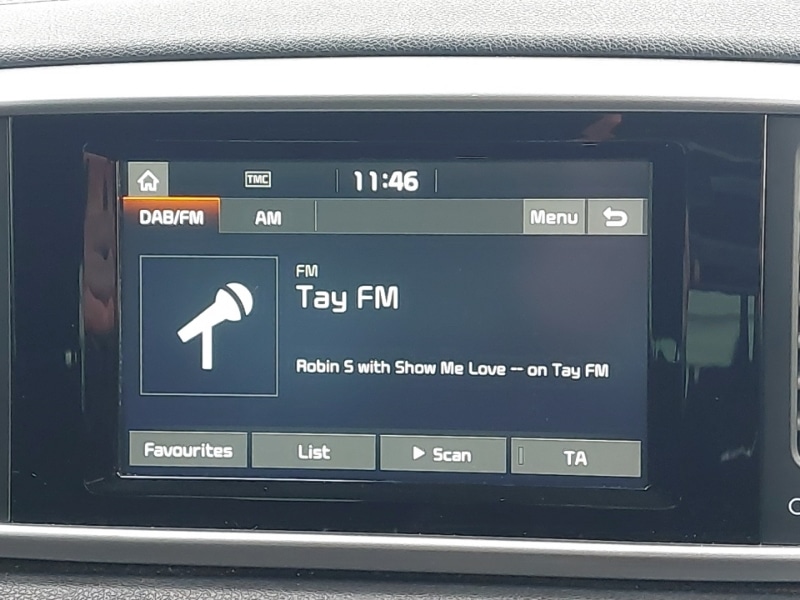 TMC 11:46
DAB/FM AM Menu
FM
Tay FM
Robin S with Show Me Love -- on Tay FM
Favourites List Scan TA